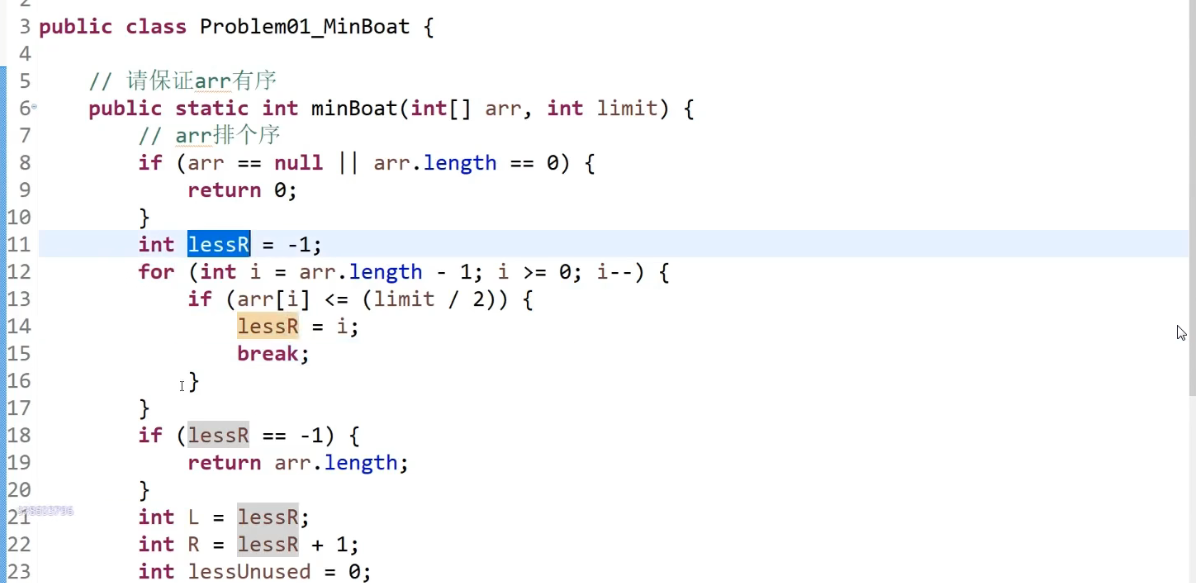 3 public class Problem01_MinBoat {
4
5 // 请保证arr有序
6 public static int minBoat(int[] arr, int limit) {
7 // arr排个序
8 if (arr == null || arr.length == 0) {
9 return 0;
10 }
11 int lessR = -1;
12 for (int i = arr.length - 1; i >= 0; i--) {
13 if (arr[i] <= (limit / 2)) {
14 lessR = i;
15 break;
16 }
17 }
18 if (lessR == -1) {
19 return arr.length;
20 }
21 int L = lessR;
22 int R = lessR + 1;
23 int lessUnused = 0;